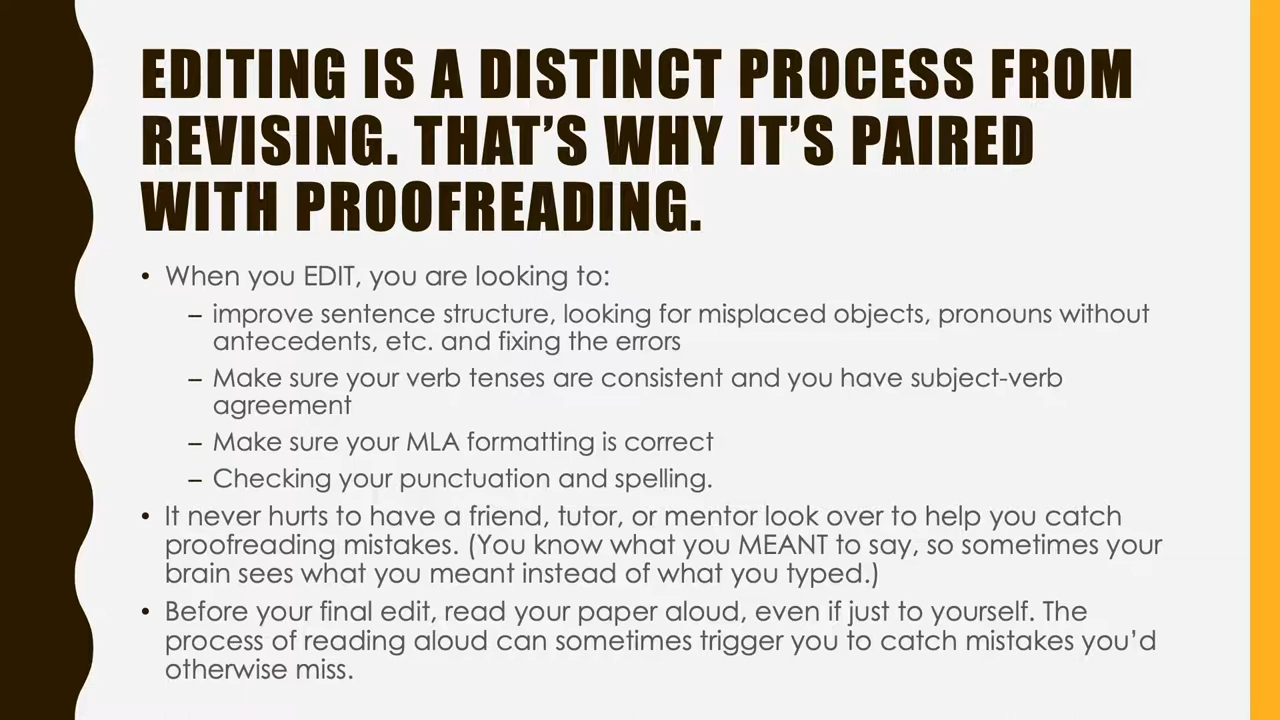 EDITING IS A DISTINCT PROCESS FROM
REVISING. THAT’S WHY IT’S PAIRED
WITH PROOFREADING.
• When you EDIT, you are looking to:
– improve sentence structure, looking for misplaced objects, pronouns without
antecedents, etc. and fixing the errors
– Make sure your verb tenses are consistent and you have subject-verb
agreement
– Make sure your MLA formatting is correct
– Checking your punctuation and spelling.
• It never hurts to have a friend, tutor, or mentor look over to help you catch
proofreading mistakes. (You know what you MEANT to say, so sometimes your
brain sees what you meant instead of what you typed.)
• Before your final edit, read your paper aloud, even if just to yourself. The
process of reading aloud can sometimes trigger you to catch mistakes you’d
otherwise miss.